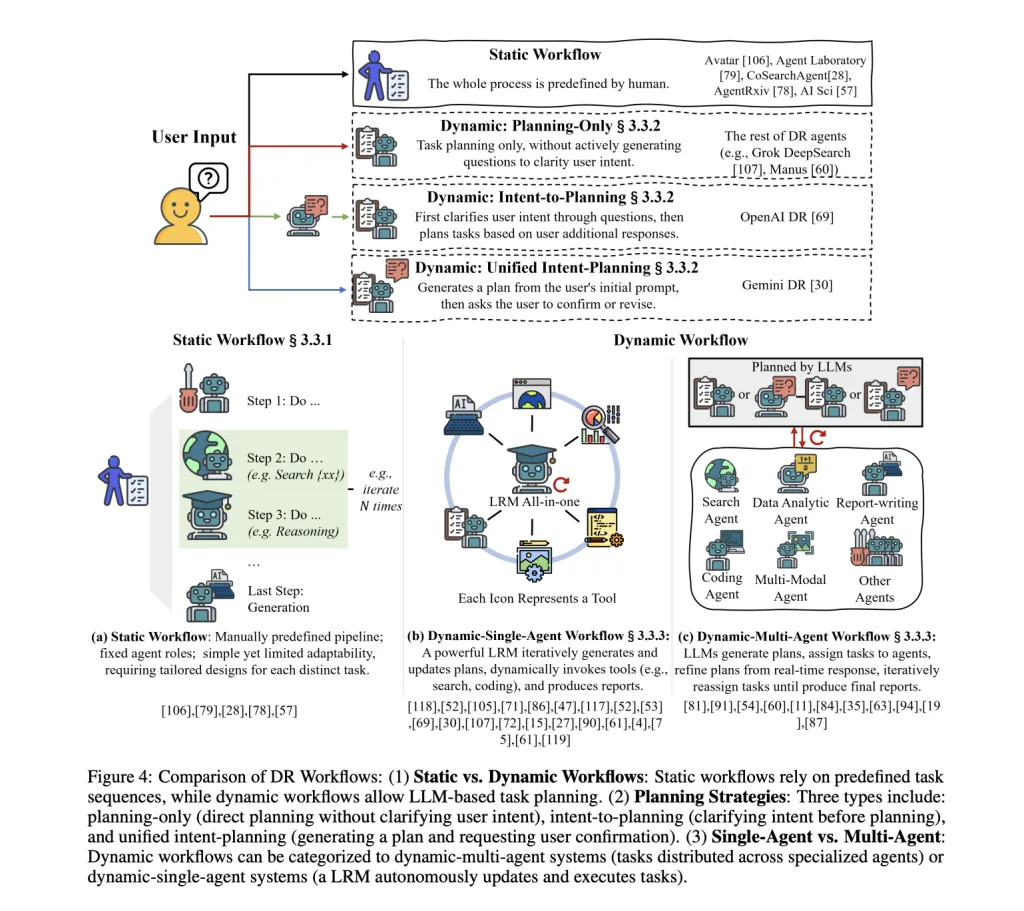 Static Workflow
The whole process is predefined by human.
Avatar [106], Agent Laboratory
[79], CoSearchAgent[28],
AgentRxiv [78], AI Sci [57]
User Input
?
Dynamic: Planning-Only § 3.3.2
Task planning only, without actively generating
questions to clarity user intent.
The rest of DR agents
(e.g., Grok DeepSearch
[107], Manus [60])
Dynamic: Intent-to-Planning § 3.3.2
First clarifies user intent through questions, then
plans tasks based on user additional responses.
OpenAI DR [69]
Dynamic: Unified Intent-Planning § 3.3.2
Generates a plan from the user's initial prompt,
then asks the user to confirm or revise.
Gemini DR [30]
Static Workflow § 3.3.1
Step 1: Do ...
Step 2: Do …
(e.g. Search {xx})
Step 3: Do ...
(e.g. Reasoning)
e.g.,
iterate
N times
…
AI
Last Step:
Generation
(a) Static Workflow: Manually predefined pipeline;
fixed agent roles; simple yet limited adaptability,
requiring tailored designs for each distinct task.
[106],[79],[28],[78],[57]
Dynamic Workflow
AI
LRM All-in-one
Each Icon Represents a Tool
(b) Dynamic-Single-Agent Workflow § 3.3.3:
A powerful LRM iteratively generates and
updates plans, dynamically invokes tools (e.g.,
search, coding), and produces reports.
[118],[52],[105],[71],[86],[47],[117],[52],[53]
,[69],[30],[107],[72],[15],[27],[90],[61],[4],[7
5],[61],[119]
Planned by LLMs
or
or
1+1
2
AI
Search
Agent
Data Analytic
Agent
Report-writing
Agent
Coding
Agent
Multi-Modal
Agent
Other
Agents
(c) Dynamic-Multi-Agent Workflow § 3.3.3:
LLMs generate plans, assign tasks to agents,
refine plans from real-time response, iteratively
reassign tasks until produce final reports.
[81],[91],[54],[60],[11],[84],[35],[63],[94],[19
],[87]
Figure 4: Comparison of DR Workflows: (1) Static vs. Dynamic Workflows: Static workflows rely on predefined task
sequences, while dynamic workflows allow LLM-based task planning. (2) Planning Strategies: Three types include:
planning-only (direct planning without clarifying user intent), intent-to-planning (clarifying intent before planning),
and unified intent-planning (generating a plan and requesting user confirmation). (3) Single-Agent vs. Multi-Agent:
Dynamic workflows can be categorized to dynamic-multi-agent systems (tasks distributed across specialized agents) or
dynamic-single-agent systems (a LRM autonomously updates and executes tasks).